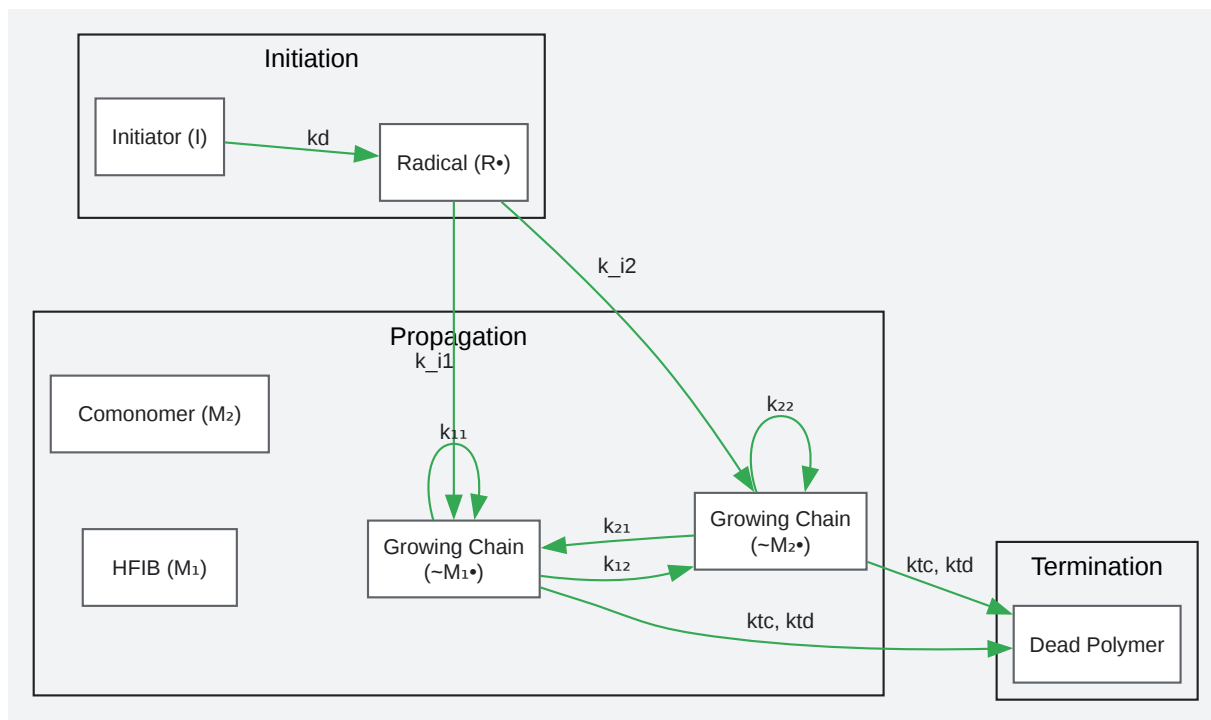 Initiation
Initiator (I)
kd
Radical (R•)
k_i2
Propagation
k_i1
Comonomer (M₂)
k₂₂
k₁₁
Growing Chain
(~M₂•)
k₂₁
Growing Chain
(~M₁•)
k₁₂
HFIB (M₁)
ktc, ktd
Termination
ktc, ktd
Dead Polymer